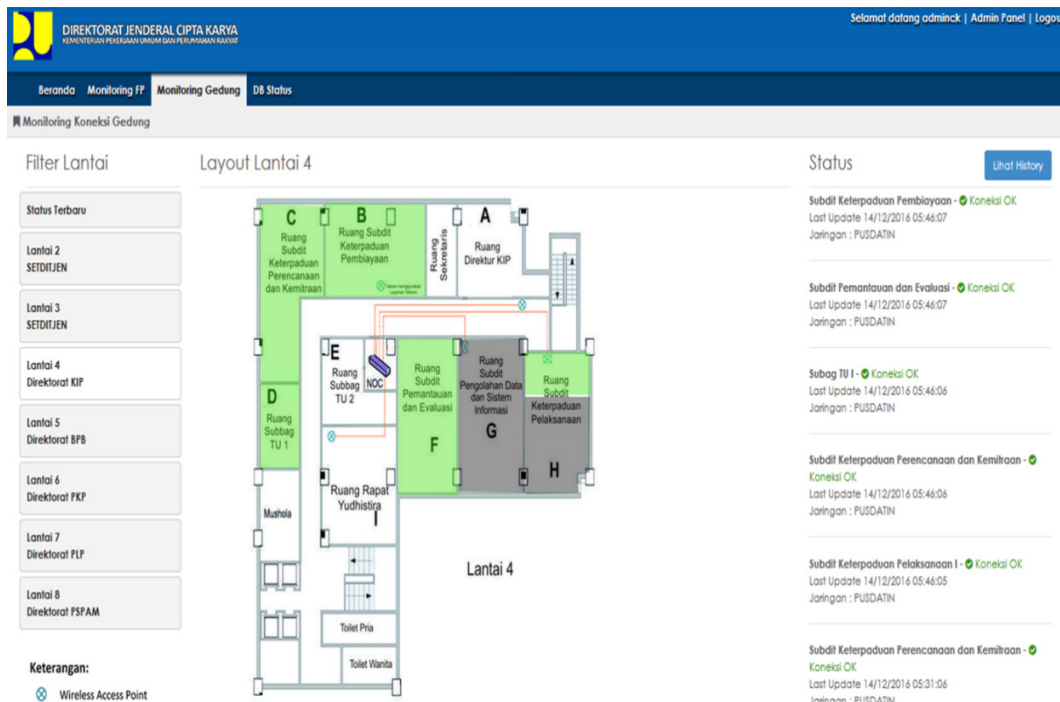 DIREKTORAT JENDERAL CIPTA KARYA
KEMENTERIAN PEKERJAAN UMUM DAN PERUMAHAN RAKYAT
Selamat datang adminck | Admin Panel | Logou
Beranda Monitoring FP Monitoring Gedung DB Status
Monitoring Koneksi Gedung
Filter Lantai
Status Terbaru
Lantai 2
SETDITJEN
Lantai 3
SETDITJEN
Lantai 4
Direktorat KIP
Lantai 5
Direktorat BPB
Lantai 6
Direktorat PKP
Lantai 7
Direktorat PLP
Lantai 8
Direktorat PSPAM
Keterangan:
Wireless Access Point
Layout Lantai 4
C
Ruang
Subdit
Keterpaduan
Perencanaan
dan Kemitraan
B
Ruang Subdit
Keterpaduan
Pembiayaan
Ruang
Sekretaris
A
Ruang
Direktur KIP
E
Ruang
Subbag
TU 2
NOC
D
Ruang
Subbag
TU 1
Ruang
Subdit
Pemantauan
dan Evaluasi
F
Ruang
Subdit
Pengolahan Data
dan Sistem
Informasi
G
Ruang
Subdit
Keterpaduan
Pelaksanaan
H
Ruang Rapat
Yudhistira
I
Mushola
Lantai 4
Toilet Pria
Toilet Wanita
Status
Lihat History
Subdit Keterpaduan Pembiayaan - Koneksi OK
Last Update 14/12/2016 05:46:07
Jaringan : PUSDATIN
Subdit Pemantauan dan Evaluasi - Koneksi OK
Last Update 14/12/2016 05:46:07
Jaringan : PUSDATIN
Subag TU I - Koneksi OK
Last Update 14/12/2016 05:46:06
Jaringan : PUSDATIN
Subdit Keterpaduan Perencanaan dan Kemitraan -
Koneksi OK
Last Update 14/12/2016 05:46:06
Jaringan : PUSDATIN
Subdit Keterpaduan Pelaksanaan I - Koneksi OK
Last Update 14/12/2016 05:46:05
Jaringan : PUSDATIN
Subdit Keterpaduan Perencanaan dan Kemitraan -
Koneksi OK
Last Update 14/12/2016 05:31:06
Jaringan : PUSDATIN